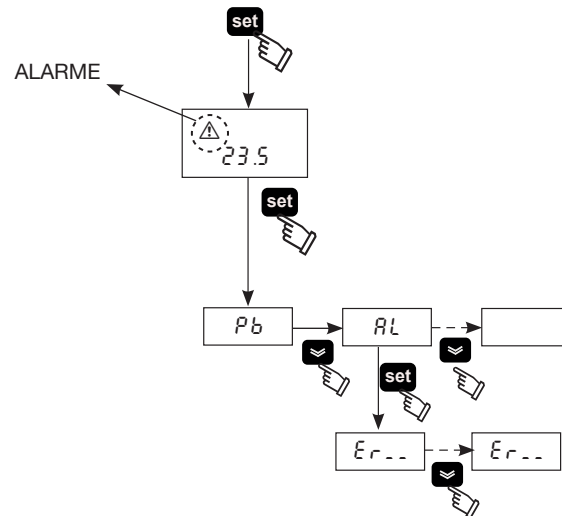 set
ALARME
23.5
set
Pb
AL
set
Er--
Er--